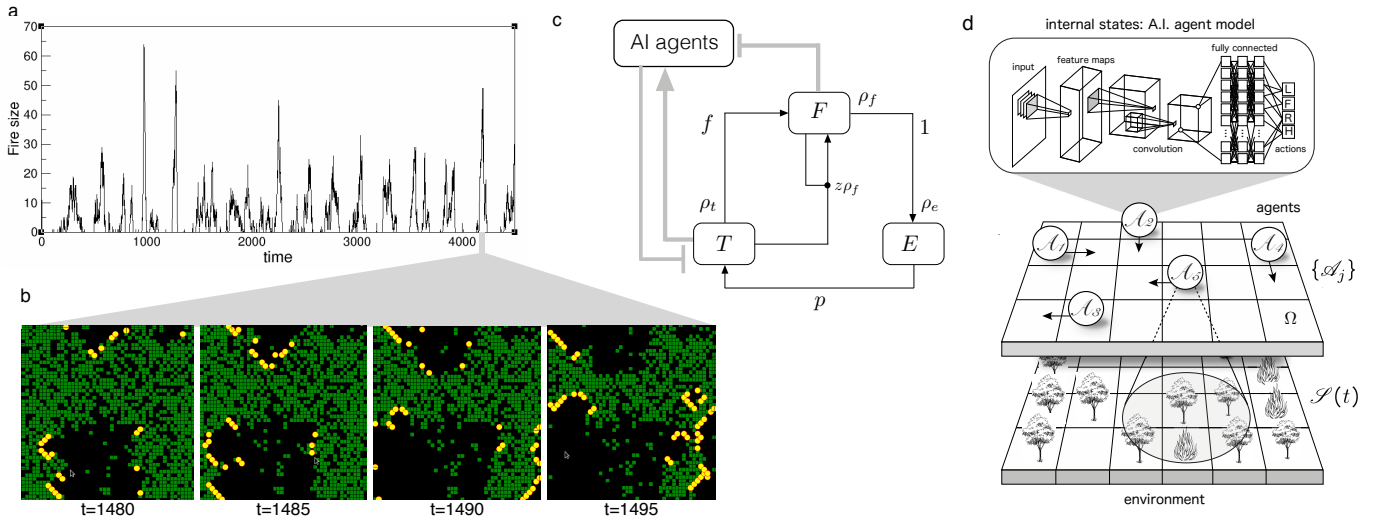 a
70
60
50
40
30
20
10
0
Fire size
0
1000
2000
3000
4000
time
b
t=1480
t=1485
t=1490
t=1495
c
AI agents
F
ρf
f
1
zρf
ρt
ρe
T
E
p
d
internal states: A.I. agent model
fully connected
input
feature maps
L
F
R
H
convolution
actions
agents
𝒜1
𝒜2
𝒜4
𝒜5
{𝒜j}
𝒜3
Ω
𝒮(t)
environment